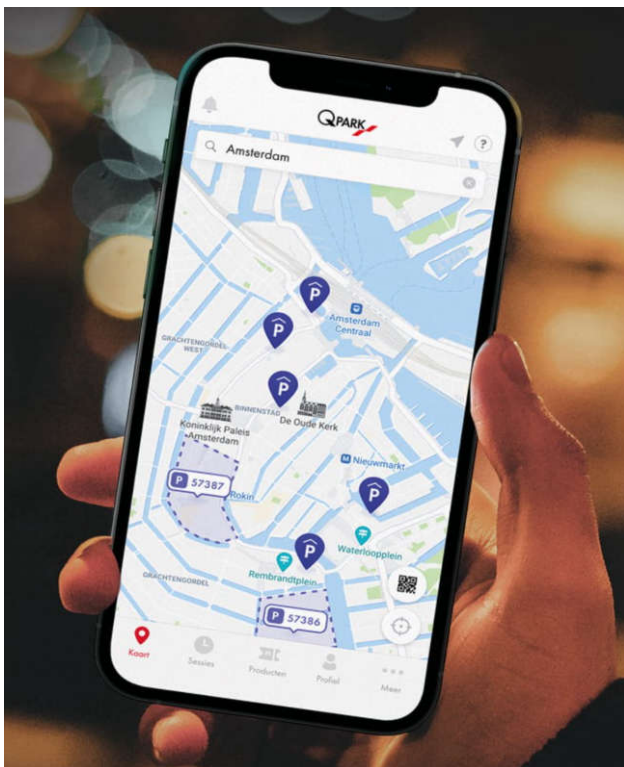 QPARK
?
Amsterdam
Amsterdam
Centraal
GRACHTENGORDEL-
WEST
BINNENSTAD
De Oude Kerk
Koninklijk Paleis
Amsterdam
Nieuwmarkt
P 57387
Rokin
Waterlooplein
Rembrandtplein
GRACHTENGORDEL
P 57386
Kaart
Sessies
Producten
Profiel
Meer